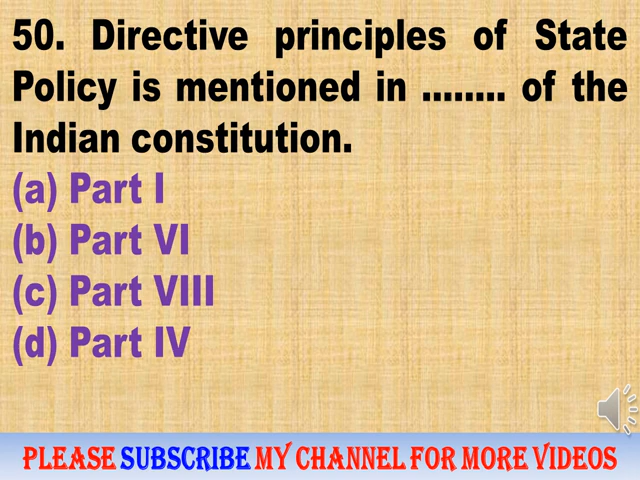 50. Directive principles of State
Policy is mentioned in ........ of the
Indian constitution.
(a) Part I
(b) Part VI
(c) Part VIII
(d) Part IV
PLEASE SUBSCRIBE MY CHANNEL FOR MORE VIDEOS